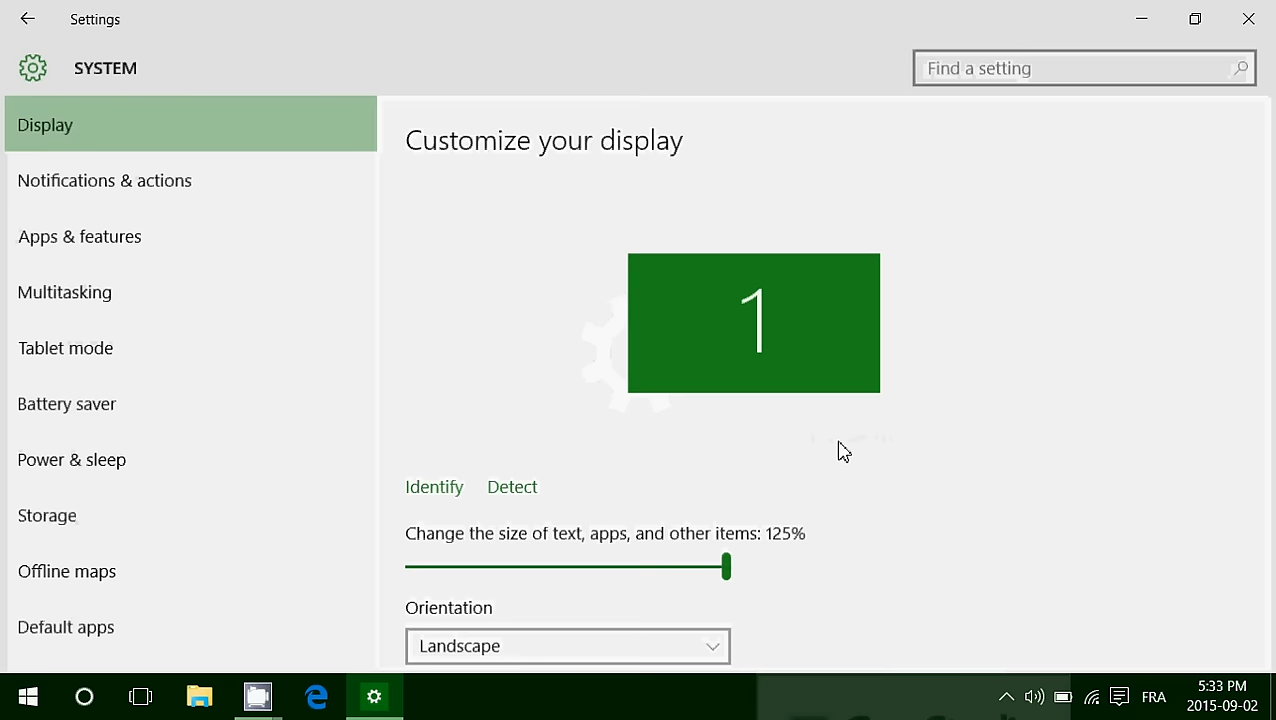 Settings
SYSTEM
Find a setting
Display
Notifications & actions
Apps & features
Multitasking
Tablet mode
Battery saver
Power & sleep
Storage
Offline maps
Default apps
Customize your display
1
Identify Detect
Change the size of text, apps, and other items: 125%
Orientation
Landscape
FRA
5:33 PM
2015-09-02